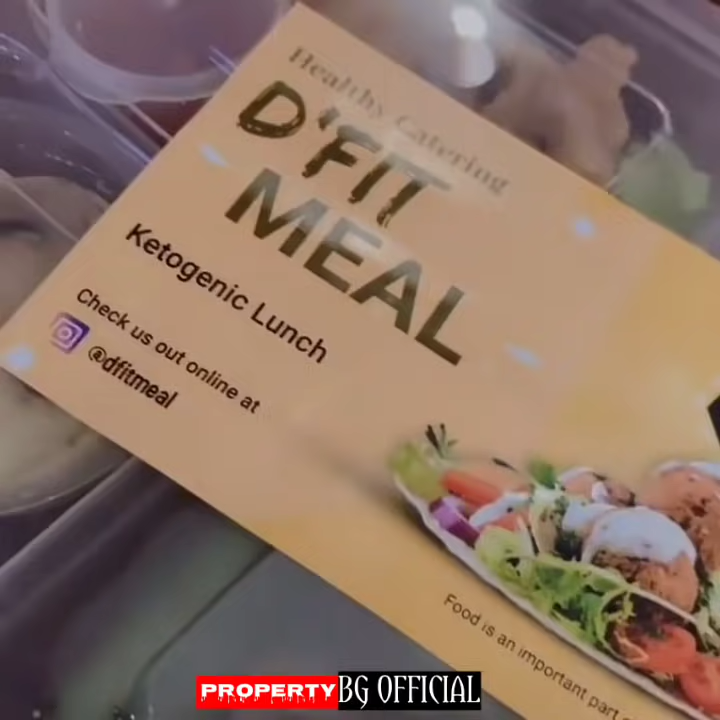 Healthy Catering
D'FIT
MEAL
Ketogenic Lunch
Check us out online at
@dfitmeal
Food is an important part
PROPERTY BG OFFICIAL